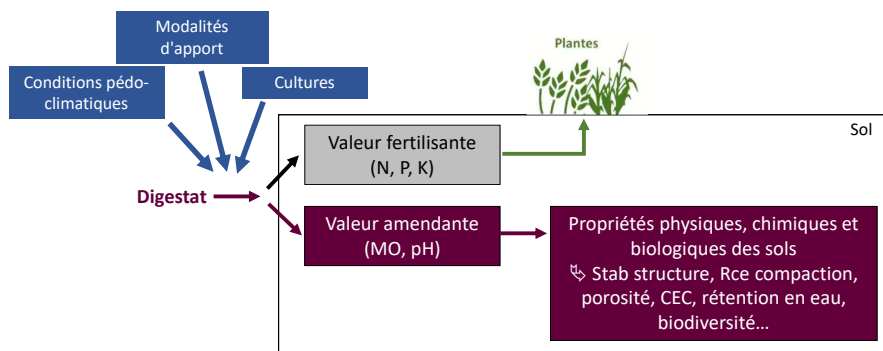 Modalités
d'apport
Conditions pédo-
climatiques
Cultures
Plantes
Sol
Valeur fertilisante
(N, P, K)
Digestat
Valeur amendante
(MO, pH)
Propriétés physiques, chimiques et
biologiques des sols
⮱ Stab structure, Rce compaction,
porosité, CEC, rétention en eau,
biodiversité…